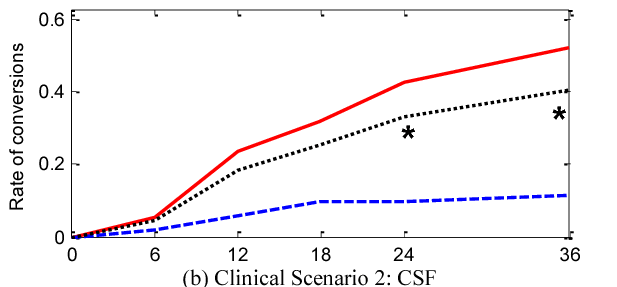 0.6
0.4
0.2
0
Rate of conversions
*
*
0 6 12 18 24 36
(b) Clinical Scenario 2: CSF